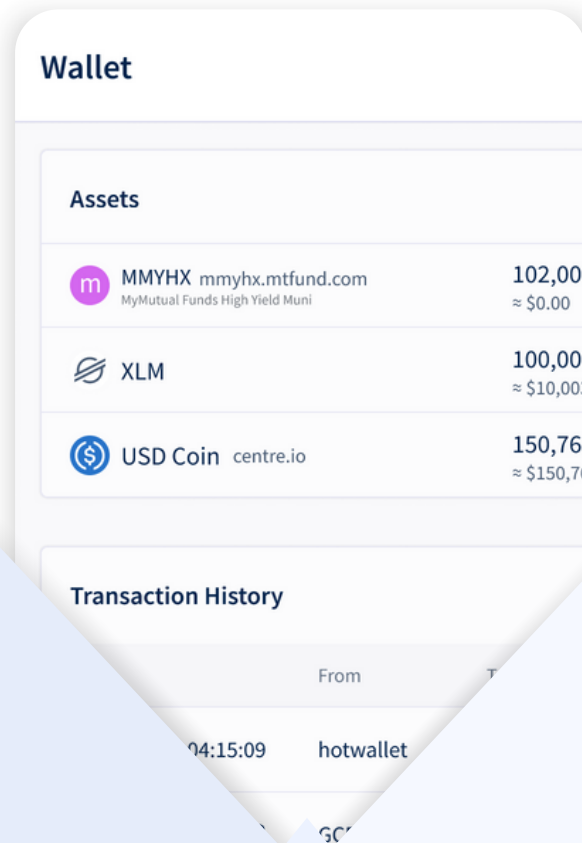 Wallet
Assets
m MMYHX mmyhx.mtfund.com 102,00
MyMutual Funds High Yield Muni ≈ $0.00
XLM 100,00
≈ $10,00
USD Coin centre.io 150,76
≈ $150,7
Transaction History
From
04:15:09 hotwallet